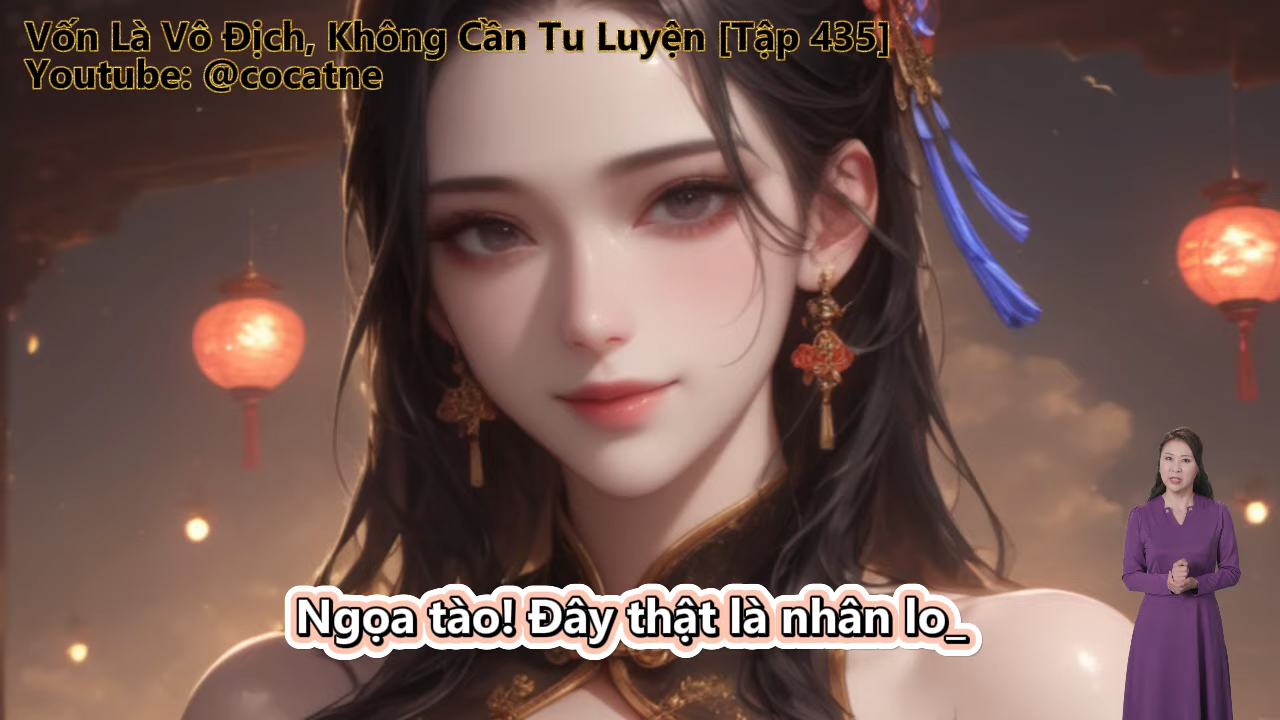 Vốn Là Vô Địch, Không Cần Tu Luyện [Tập 435]
Youtube: @cocatne
Ngọa tào! Đây thật là nhân lo_